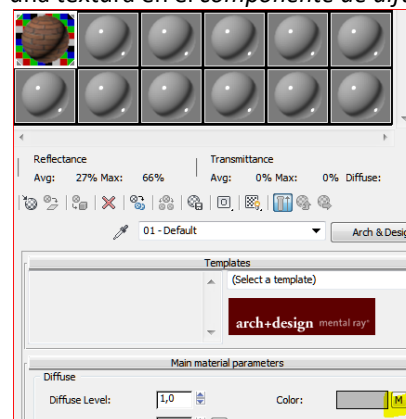 una textura en el componente de
Reflectance
Transmittance
Avg: 27% Max: 66% Avg: 0% Max: 0% Diffuse:
01 - Default Arch & Desig
Templates
(Select a template)
arch+design mental ray
Main material parameters
Diffuse
Diffuse Level: 1,0 Color: M